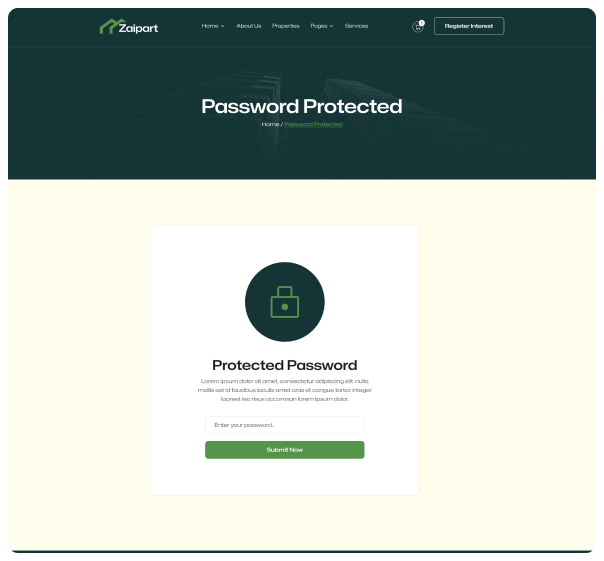 Zaipart
Home About Us Properties Pages Services
Register Interest
Password Protected
Home / Password Protected
Protected Password
Lorem ipsum dolor sit amet, consectetur adipiscing elit. nulla
mollis est id faucibus iaculis amet cras et congue tortor. integer
laoreet leo risus accumsan lorem ipsum dolor.
Enter your password..
Submit Now